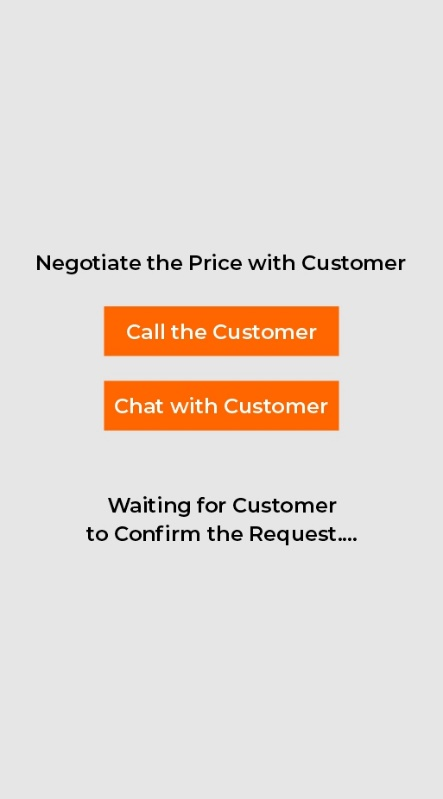 Negotiate the Price with Customer
Call the Customer
Chat with Customer
Waiting for Customer
to Confirm the Request....